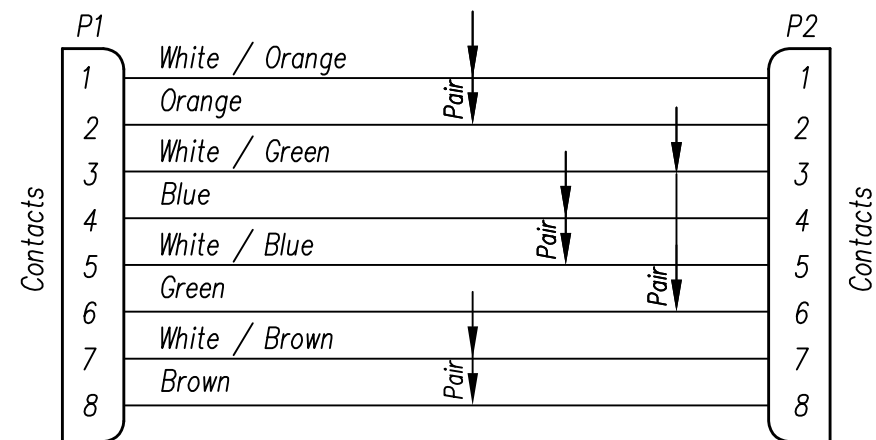 P1 P2
White / Orange
1 1
Orange Pair
2 2
White / Green
3 3
Blue
4 4
Contacts Contacts
White / Blue Pair
5 5
Green Pair
6 6
White / Brown
7 7
Brown Pair
8 8